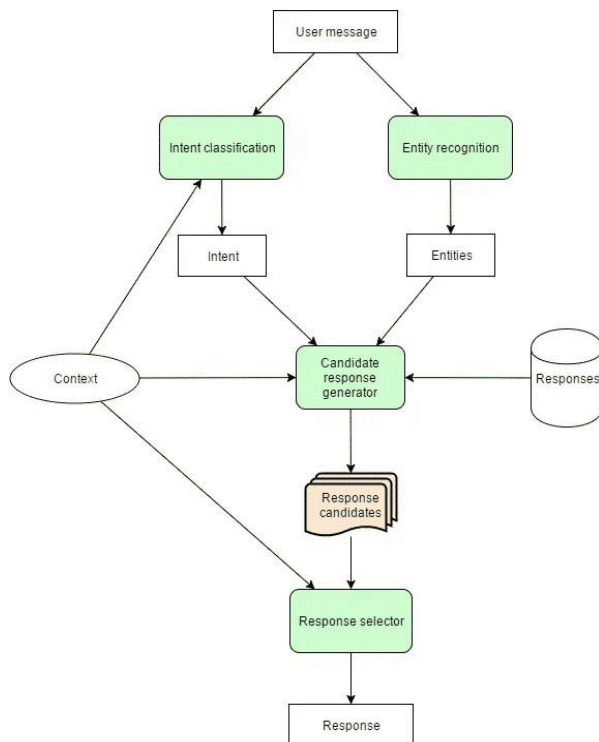 User message
Intent classification
Entity recognition
Intent
Entities
Context
Candidate
response
generator
Responses
Response
candidates
Response selector
Response